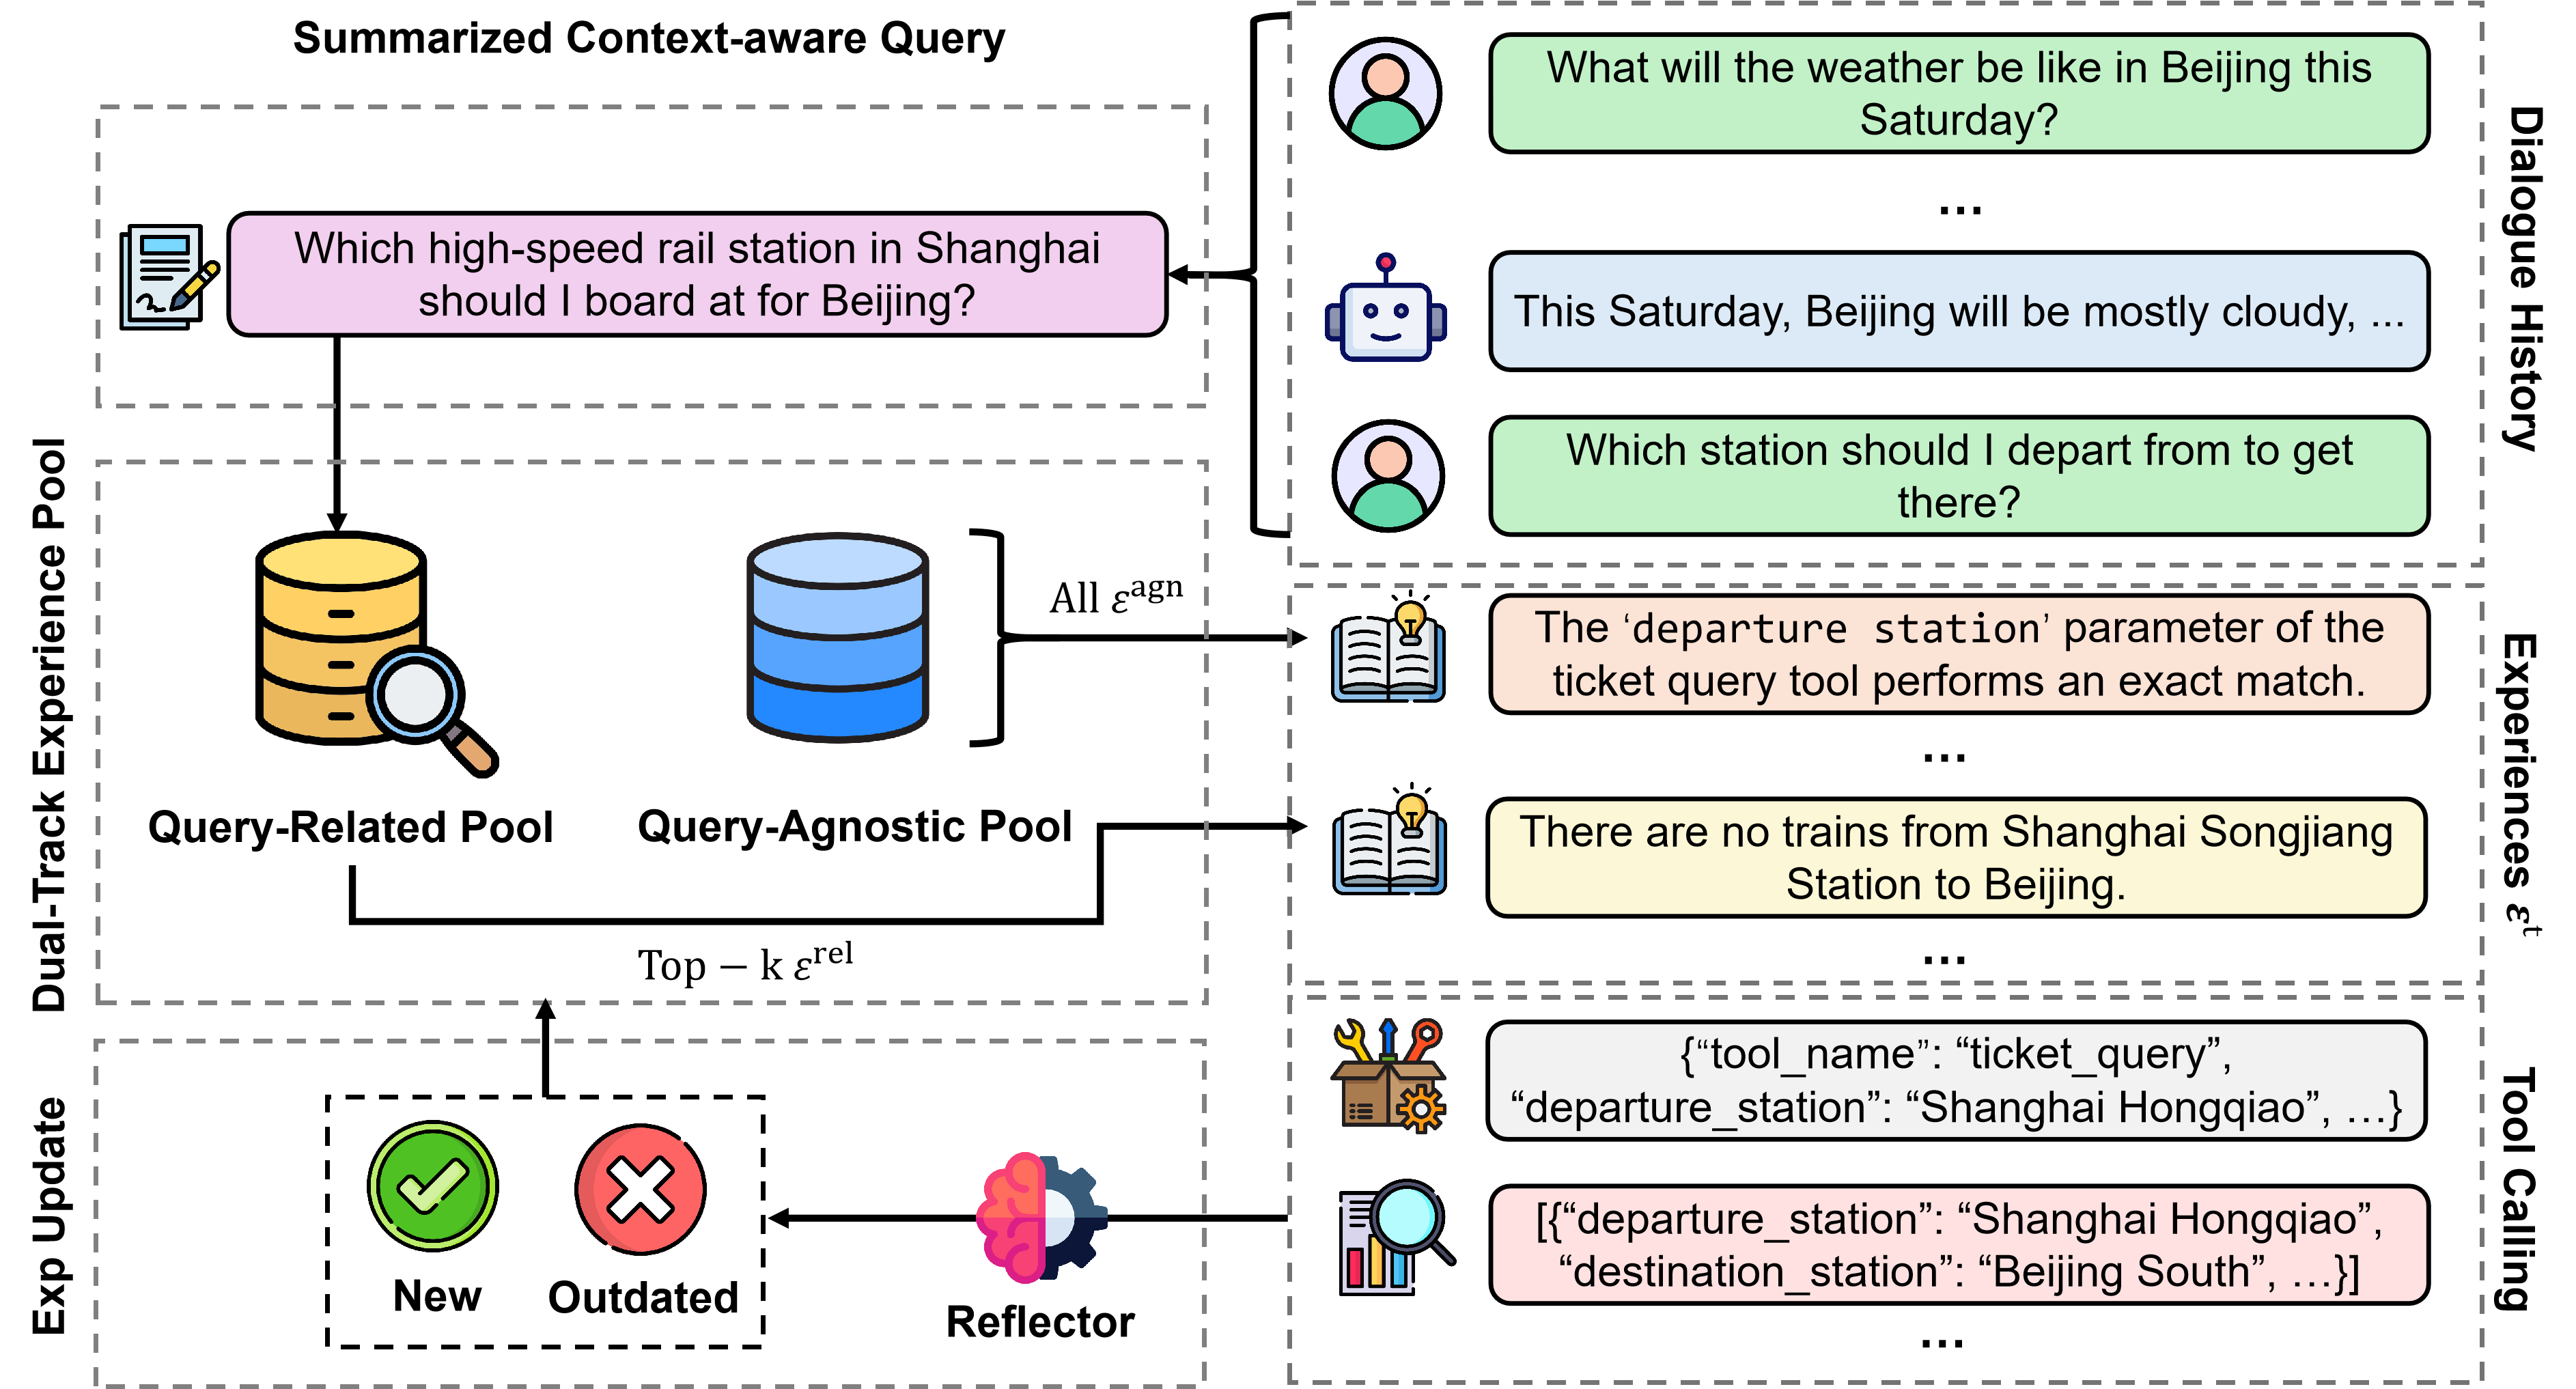 Summarized Context-aware Query
Which high-speed rail station in Shanghai
should I board at for Beijing?
What will the weather be like in Beijing this
Saturday?
...
This Saturday, Beijing will be mostly cloudy, ...
Which station should I depart from to get
there?
Dialogue History
Dual-Track Experience Pool
Query-Related Pool
Query-Agnostic Pool
All ε^agn
Top − k ε^rel
The ‘departure station’ parameter of the
ticket query tool performs an exact match.
...
There are no trains from Shanghai Songjiang
Station to Beijing.
...
Experiences ε^t
Exp Update
New
Outdated
Reflector
{“tool_name”: “ticket_query”,
“departure_station”: “Shanghai Hongqiao”, …}
[{“departure_station”: “Shanghai Hongqiao”,
“destination_station”: “Beijing South”, …}]
...
Tool Calling